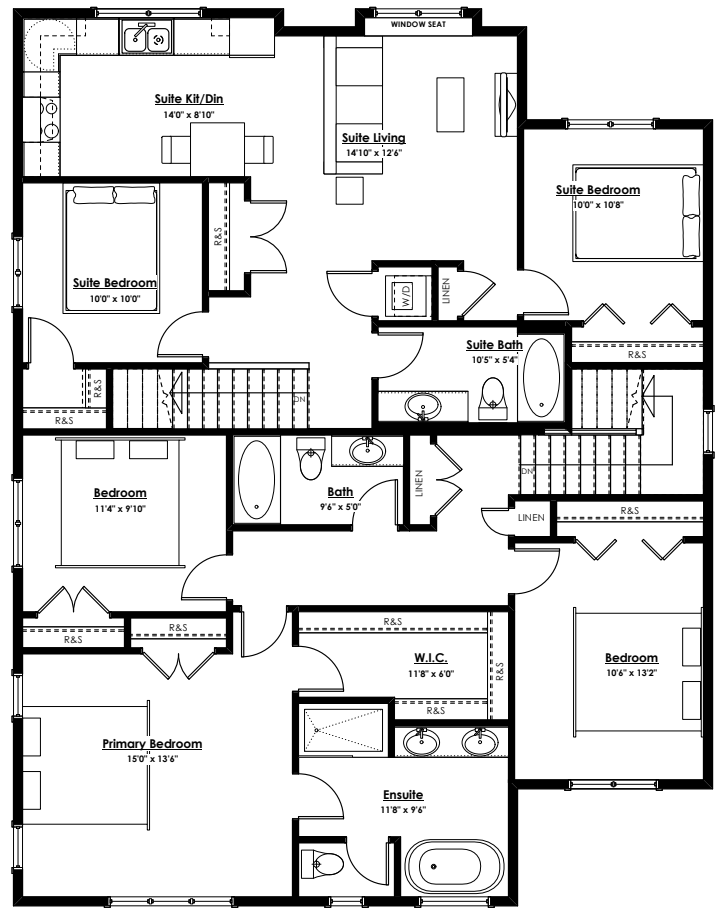 WINDOW SEAT
Suite Kit/Din
14'0" x 8'10"
Suite Living
14'10" x 12'6"
Suite Bedroom
10'0" x 10'8"
R&S
Suite Bedroom
10'0" x 10'0"
W/D
LINEN
Suite Bath
10'5" x 5'4"
R&S
R&S
R&S
DN
LINEN
DN
Bedroom
11'4" x 9'10"
Bath
9'6" x 5'0"
LINEN
R&S
R&S
R&S
R&S
W.I.C.
11'8" x 6'0"
R&S
R&S
Bedroom
10'6" x 13'2"
Primary Bedroom
15'0" x 13'6"
Ensuite
11'8" x 9'6"